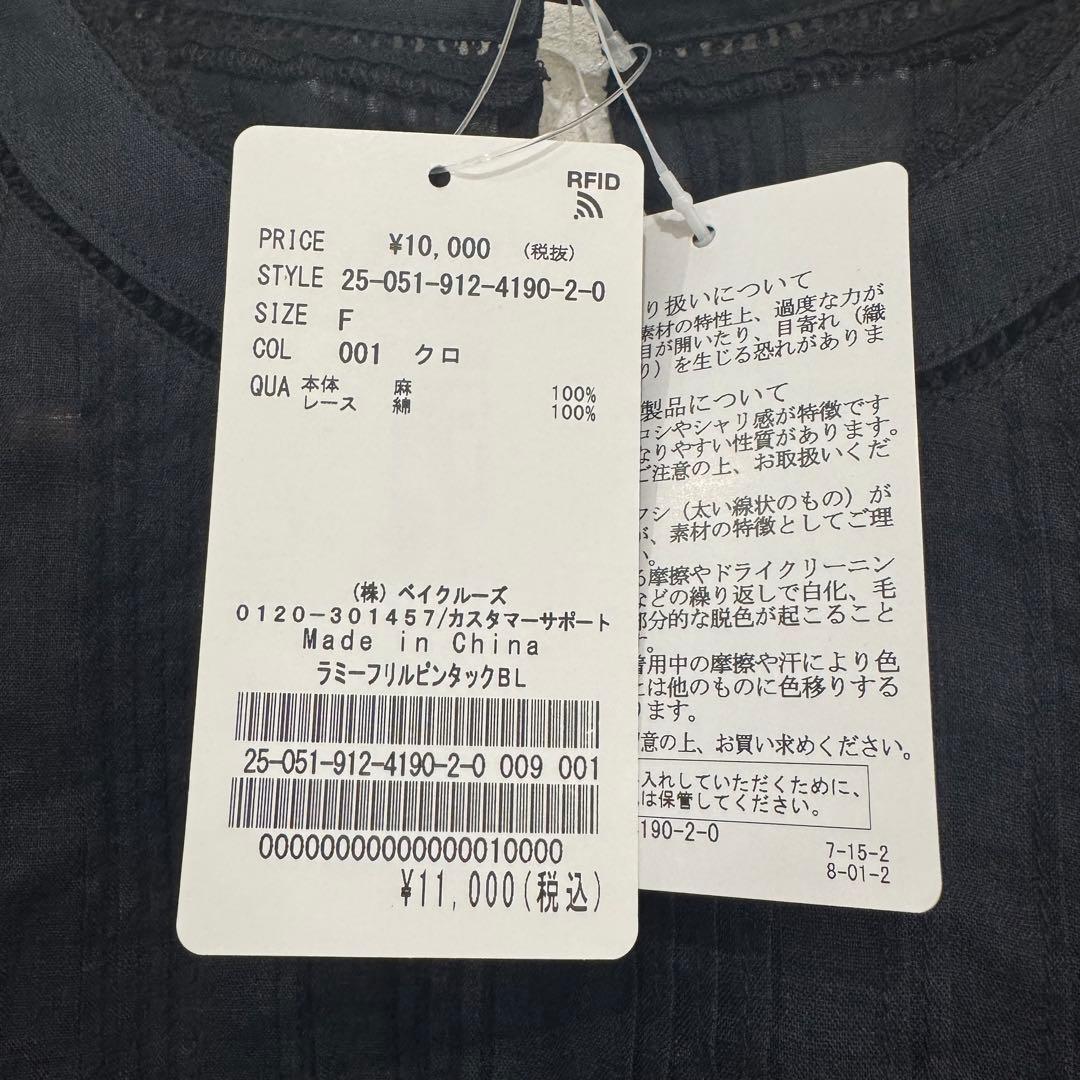 RFID
PRICE ¥10,000 (税抜)
STYLE 25-051-912-4190-2-0
SIZE F
COL 001 クロ
QUA 本体 麻 100%
レース 綿 100%
(株) ベイクルーズ
0120-301457/カスタマーサポート
Made in China
ラミーフリルピンタックBL
25-051-912-4190-2-0 009 001
00000000000000010000
¥11,000(税込)
り扱いについて
素材の特性上、過度な力が
目が開いたり、目寄れ（織
り）を生じる恐れがありま
製品について
コシやシャリ感が特徴です
なりやすい性質があります。
ご注意の上、お取扱いくだ
（太い線状のもの）が
、素材の特徴としてご理
摩擦やドライクリーニン
などの繰り返しで白化、毛
部分的な脱色が起こること
す。
着用中の摩擦や汗により色
には他のものに色移りする
ります。
意の上、お買い求めください。
入れしていただくために、
は保管してください。
190-2-0
7-15-2
8-01-2